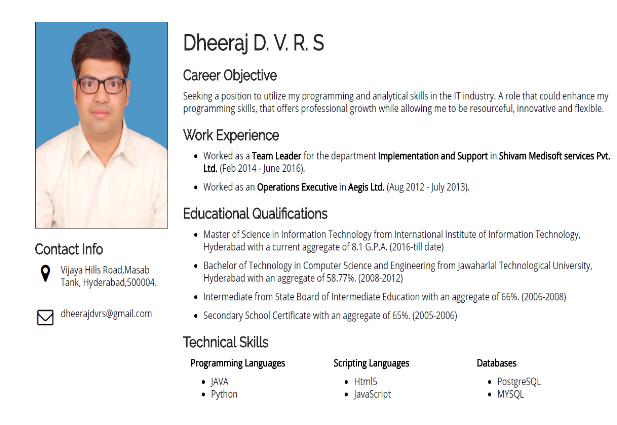 Dheeraj D. V. R. S
Career Objective
Seeking a position to utilize my programming and analytical skills in the IT industry. A role that could enhance my
programming skills, that offers professional growth while allowing me to be resourceful, innovative and flexible.
Work Experience
Worked as a Team Leader for the department Implementation and Support in Shivam Medisoft services Pvt.
Ltd. (Feb 2014 - June 2016).
Worked as an Operations Executive in Aegis Ltd. (Aug 2012 - July 2013).
Educational Qualifications
Master of Science in Information Technology from International Institute of Information Technology,
Hyderabad with a current aggregate of 8.1 G.P.A. (2016-till date)
Bachelor of Technology in Computer Science and Engineering from Jawaharlal Technological University,
Hyderabad with an aggregate of 58.77%. (2008-2012)
Intermediate from State Board of Intermediate Education with an aggregate of 66%. (2006-2008)
Secondary School Certificate with an aggregate of 65%. (2005-2006)
Technical Skills
Programming Languages
JAVA
Python
Scripting Languages
Html5
JavaScript
Databases
PostgreSQL
MYSQL
Contact Info
Vijaya Hills Road,Masab
Tank, Hyderabad,500004.
dheerajdvrs@gmail.com